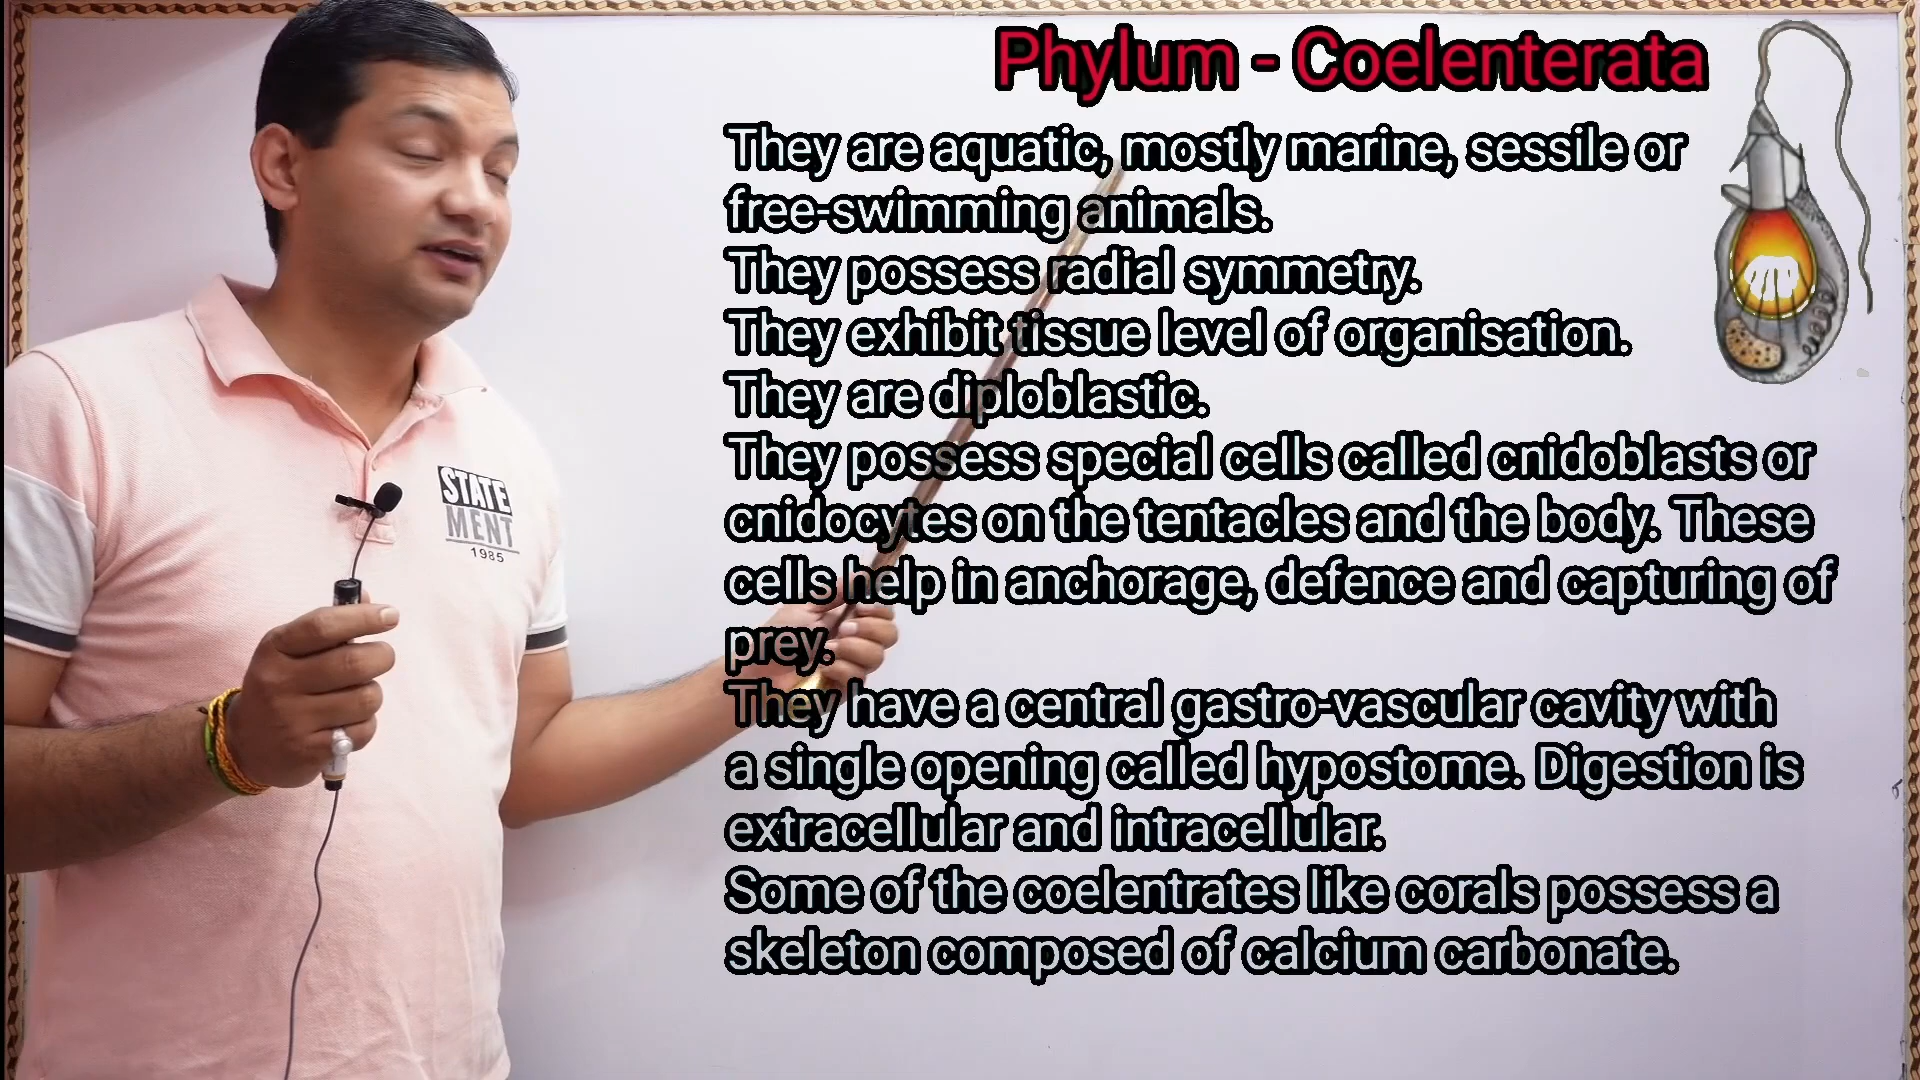 Phylum - Coelenterata
They are aquatic, mostly marine, sessile or
free-swimming animals.
They possess radial symmetry.
They exhibit tissue level of organisation.
They are diploblastic.
They possess special cells called cnidoblasts or
cnidocytes on the tentacles and the body. These
cells help in anchorage, defence and capturing of
prey.
They have a central gastro-vascular cavity with
a single opening called hypostome. Digestion is
extracellular and intracellular.
Some of the coelentrates like corals possess a
skeleton composed of calcium carbonate.
STATE
MENT
1985